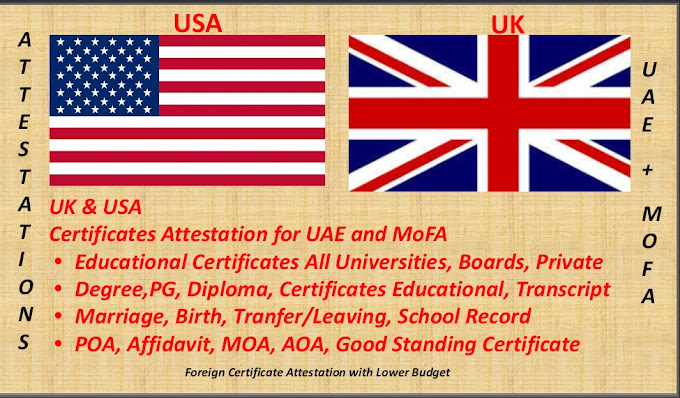 USA
UK
ATTESTATIONS
UAE + MOFA
UK & USA
Certificates Attestation for UAE and MoFA
• Educational Certificates All Universities, Boards, Private
• Degree,PG, Diploma, Certificates Educational, Transcript
• Marriage, Birth, Tranfer/Leaving, School Record
• POA, Affidavit, MOA, AOA, Good Standing Certificate
Foreign Certificate Attestation with Lower Budget